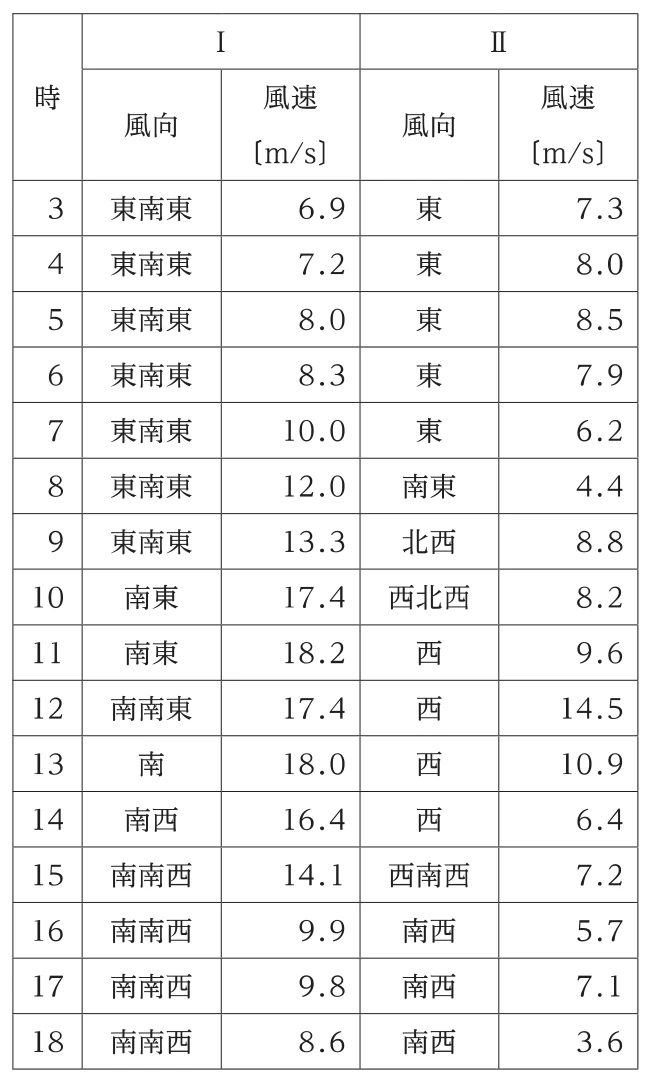 時 Ⅰ Ⅱ
風向 風速〔m/s〕 風向 風速〔m/s〕
3 東南東 6.9 東 7.3
4 東南東 7.2 東 8.0
5 東南東 8.0 東 8.5
6 東南東 8.3 東 7.9
7 東南東 10.0 東 6.2
8 東南東 12.0 南東 4.4
9 東南東 13.3 北西 8.8
10 南東 17.4 西北西 8.2
11 南東 18.2 西 9.6
12 南南東 17.4 西 14.5
13 南 18.0 西 10.9
14 南西 16.4 西 6.4
15 南南西 14.1 西南西 7.2
16 南南西 9.9 南西 5.7
17 南南西 9.8 南西 7.1
18 南南西 8.6 南西 3.6